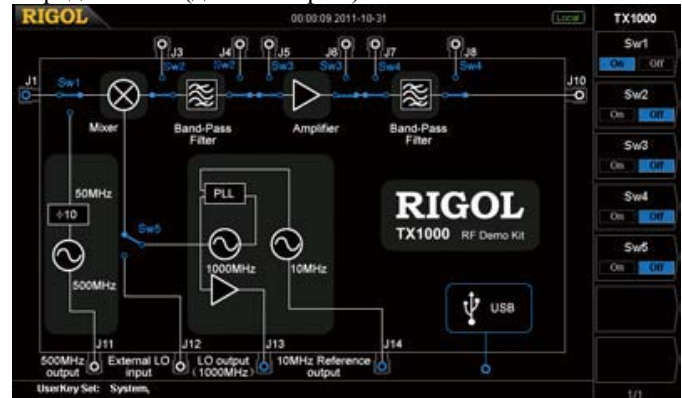 RIGOL
00:00:09 2011-10-31
Local
TX1000
Sw1
On Off
Sw2
On Off
Sw3
On Off
Sw4
On Off
Sw5
On Off
1/1
J3 J4 J5 J6 J7 J8
J1 Sw1 Sw2 Sw2 Sw3 Sw3 Sw4 Sw4 J10
Mixer
Band-Pass Filter
Amplifier
Band-Pass Filter
50MHz
÷10
500MHz
Sw5
PLL
1000MHz
10MHz
RIGOL
TX1000 RF Demo Kit
USB
J11 J12 J13 J14
500MHz output
External LO input
LO output (1000MHz)
10MHz Reference output
UserKey Set: System,